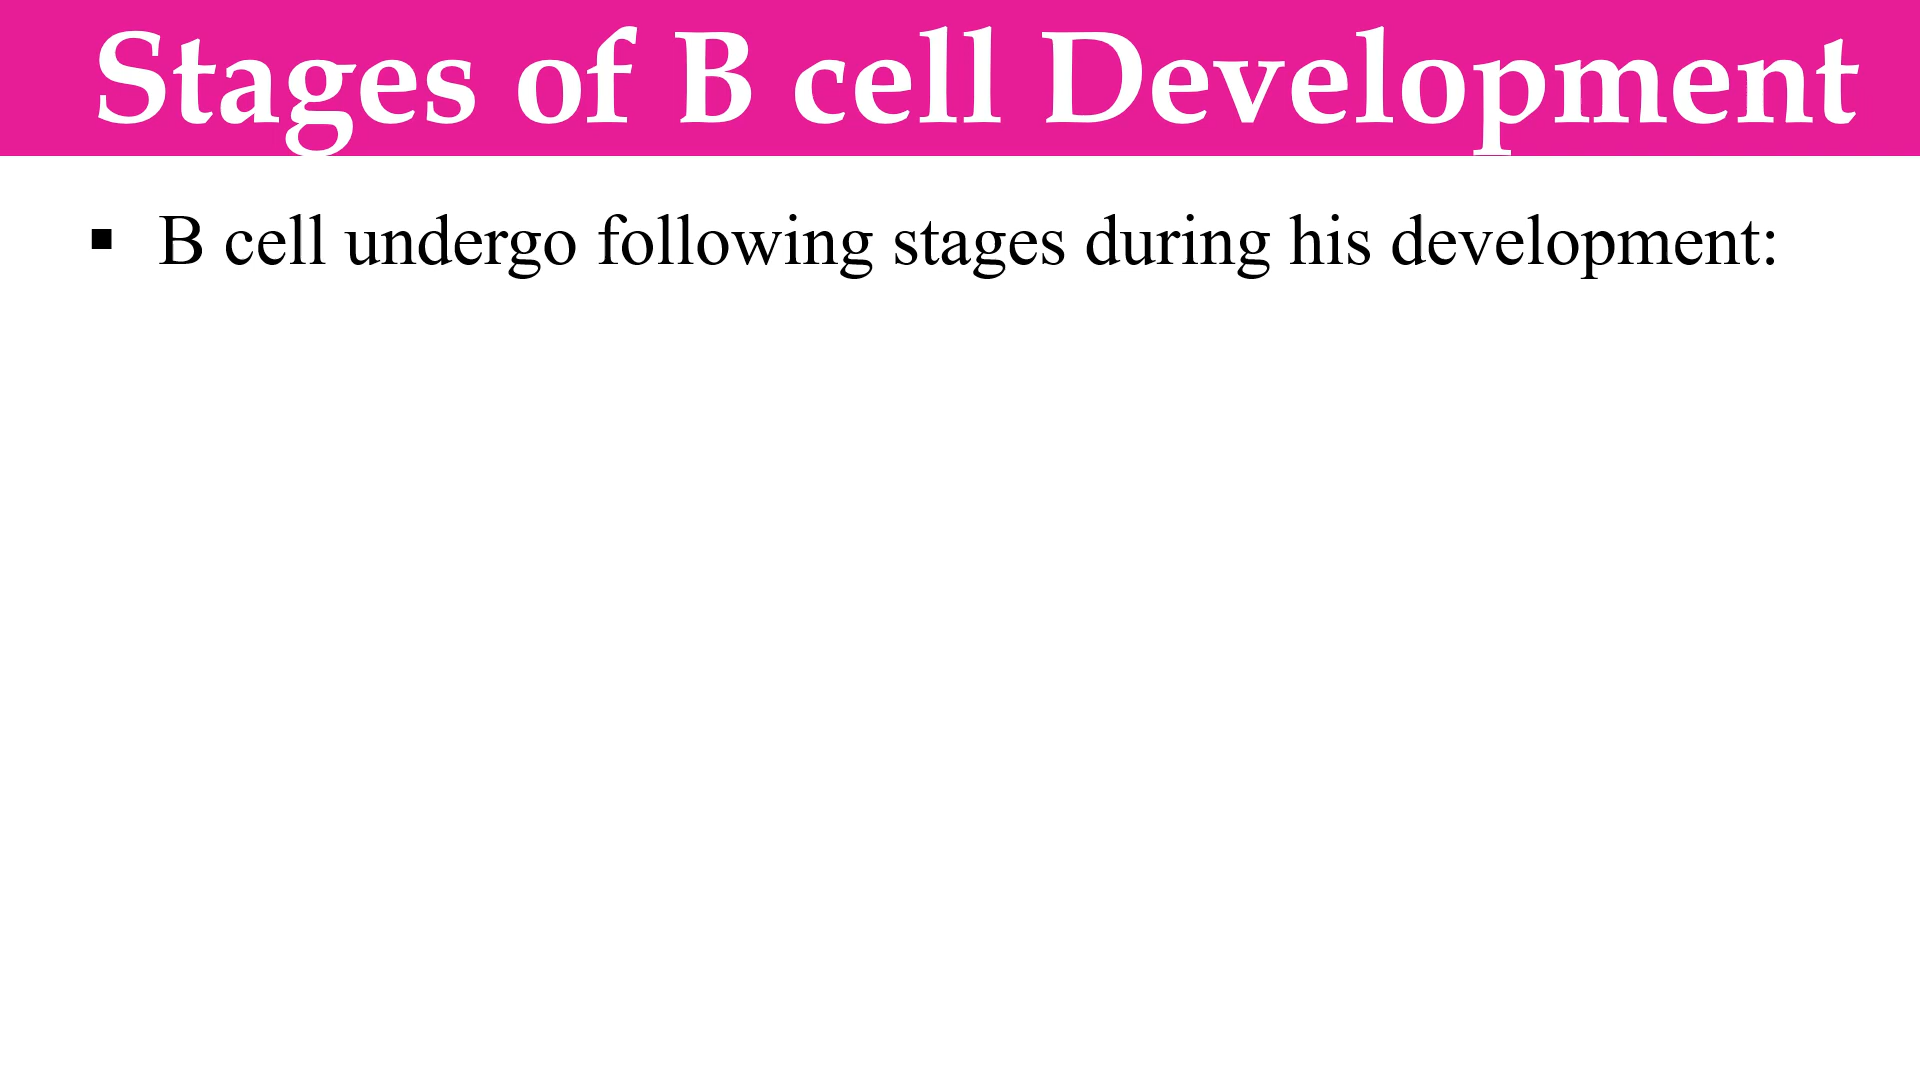 Stages of B cell Development
▪ B cell undergo following stages during his development: